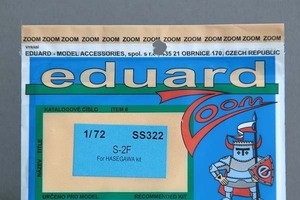 ZOOM ZOOM ZOOM ZOOM ZOOM ZOOM ZOOM ZOOM ZOOM ZOOM ZOOM
EDUARD - MODEL ACCESSORIES, spol. s r.o. 435 21 OBRNICE 170, CZECH REPUBLIC
eduard
Zoom
KATALOGOVÉ ČÍSLO ITEM #
NÁZEV TITLE
1/72 SS322
S-2F
For HASEGAWA kit
URČENO PRO MODEL RECOMMENDED KIT